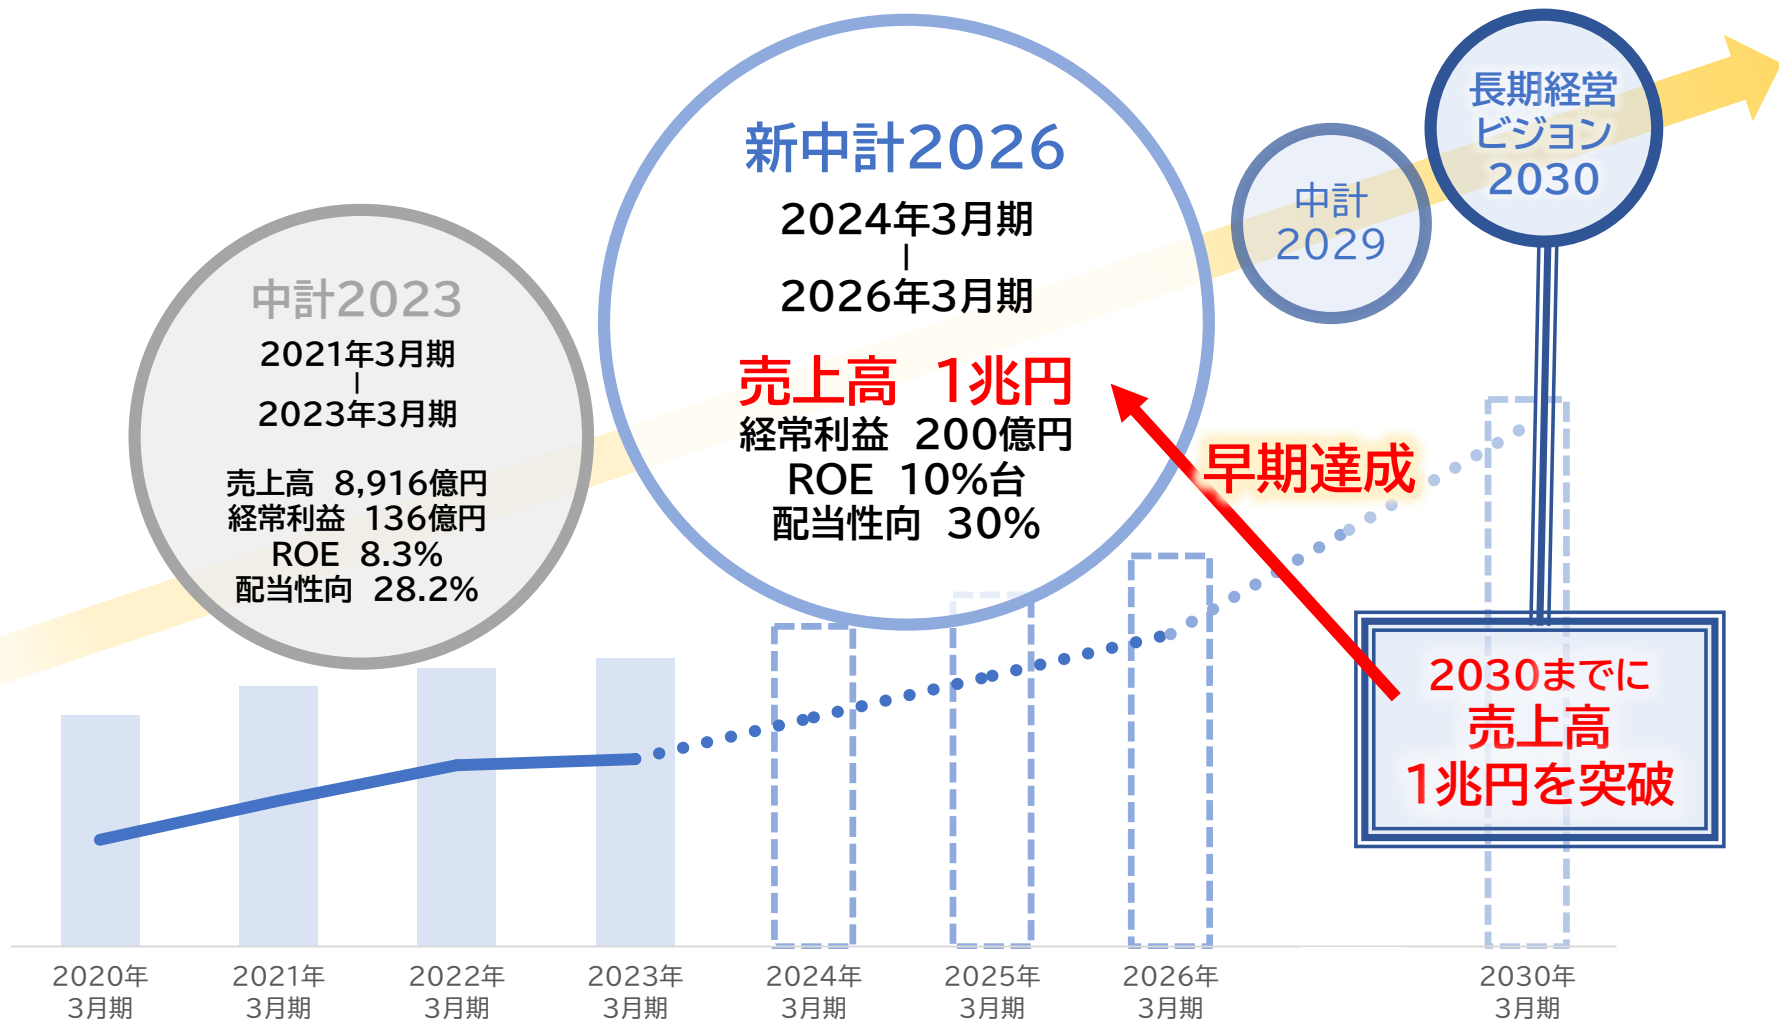 中計2023
2021年3月期
|
2023年3月期
売上高 8,916億円
経常利益 136億円
ROE 8.3%
配当性向 28.2%
新中計2026
2024年3月期
|
2026年3月期
売上高 1兆円
経常利益 200億円
ROE 10%台
配当性向 30%
中計
2029
長期経営
ビジョン
2030
早期達成
2030までに
売上高
1兆円を突破
2020年
3月期
2021年
3月期
2022年
3月期
2023年
3月期
2024年
3月期
2025年
3月期
2026年
3月期
2030年
3月期